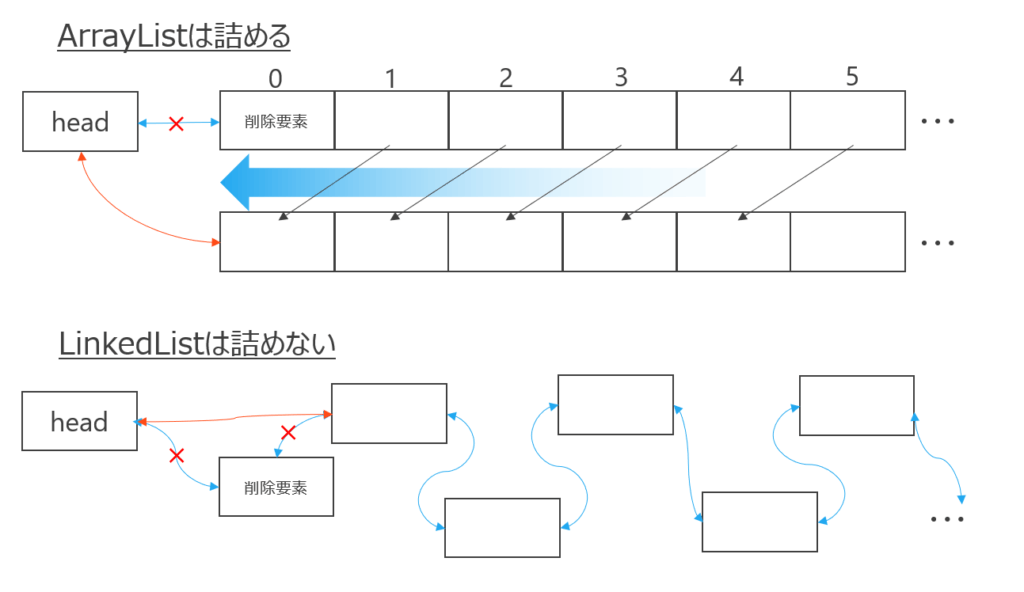 ArrayListは詰める
0 1 2 3 4 5
head 削除要素 ・・・
・・・
LinkedListは詰めない
head
削除要素
・・・